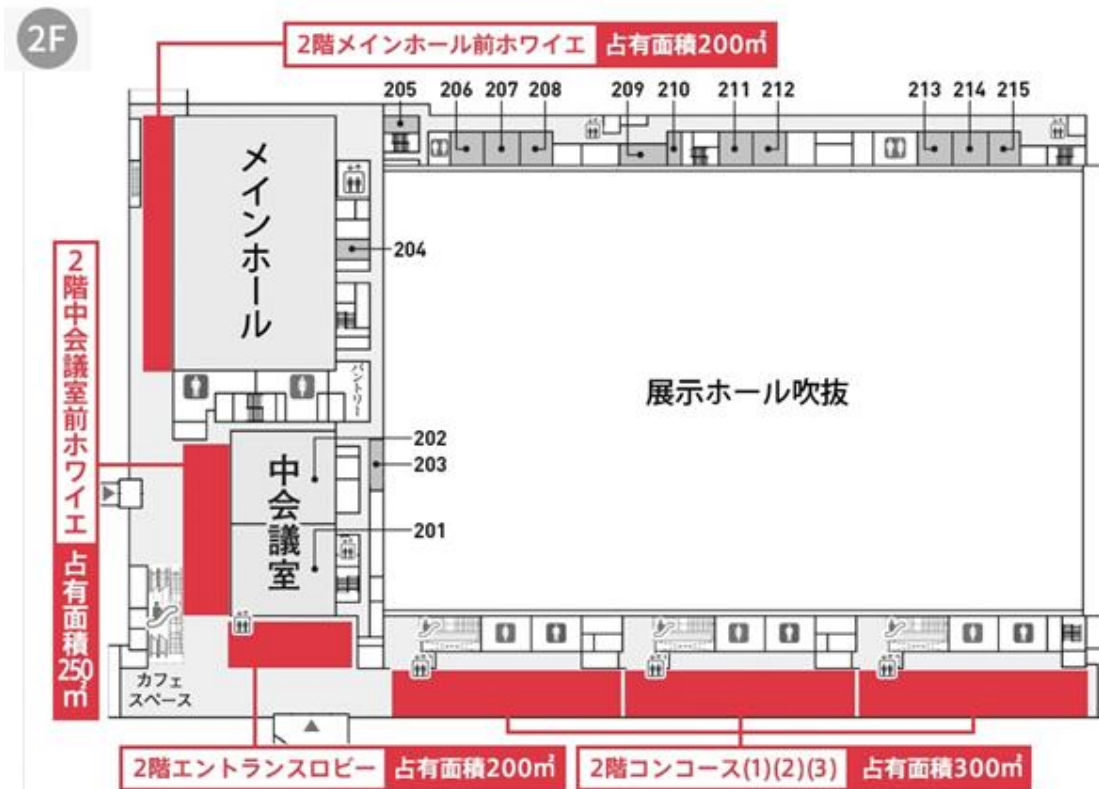 2F
2階メインホール前ホワイエ 占有面積200㎡
205 206 207 208 209 210 211 212 213 214 215
メインホール
204
2階中会議室前ホワイエ 占有面積250㎡
パントリー
展示ホール吹抜
202
203
中会議室
201
カフェ
スペース
2階エントランスロビー 占有面積200㎡
2階コンコース(1)(2)(3) 占有面積300㎡